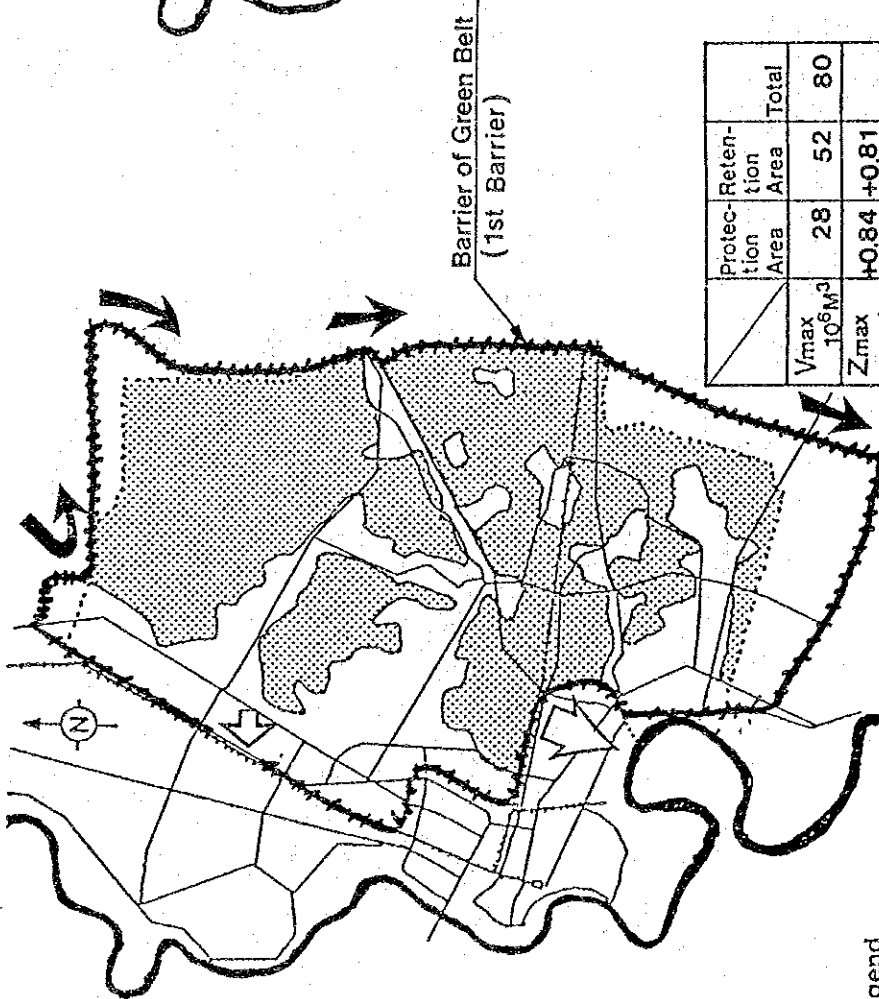 N
Barrier of Green Belt
(1st Barrier)
Protec-
tion
Area
Reten-
tion
Area
Total
Vmax
10⁶M³
28
52
80
Zmax
+0.84
+0.81
gend